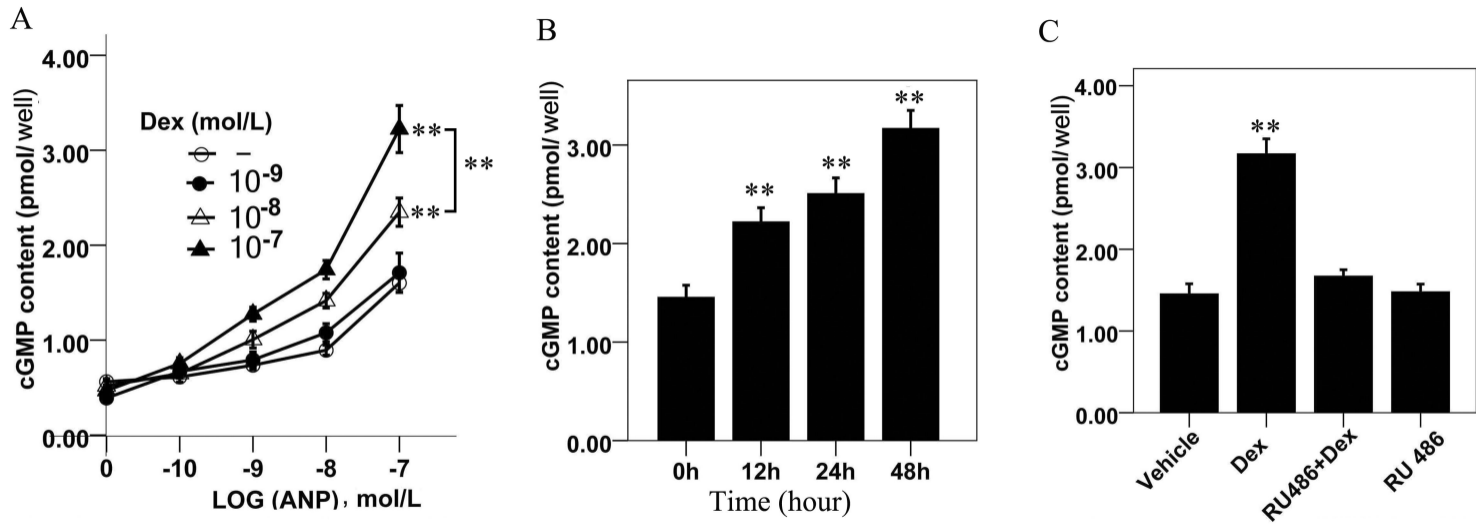 A
cGMP content (pmol/well)
4.00
3.00
2.00
1.00
0.00
Dex (mol/L)
–
10-9
10-8
10-7
**
**
**
0 -10 -9 -8 -7
LOG (ANP), mol/L
B
cGMP content (pmol/well)
3.00
2.00
1.00
0.00
**
**
**
0h 12h 24h 48h
Time (hour)
C
cGMP content (pmol/well)
4.00
3.00
2.00
1.00
0.00
**
Vehicle
Dex
RU486+Dex
RU 486